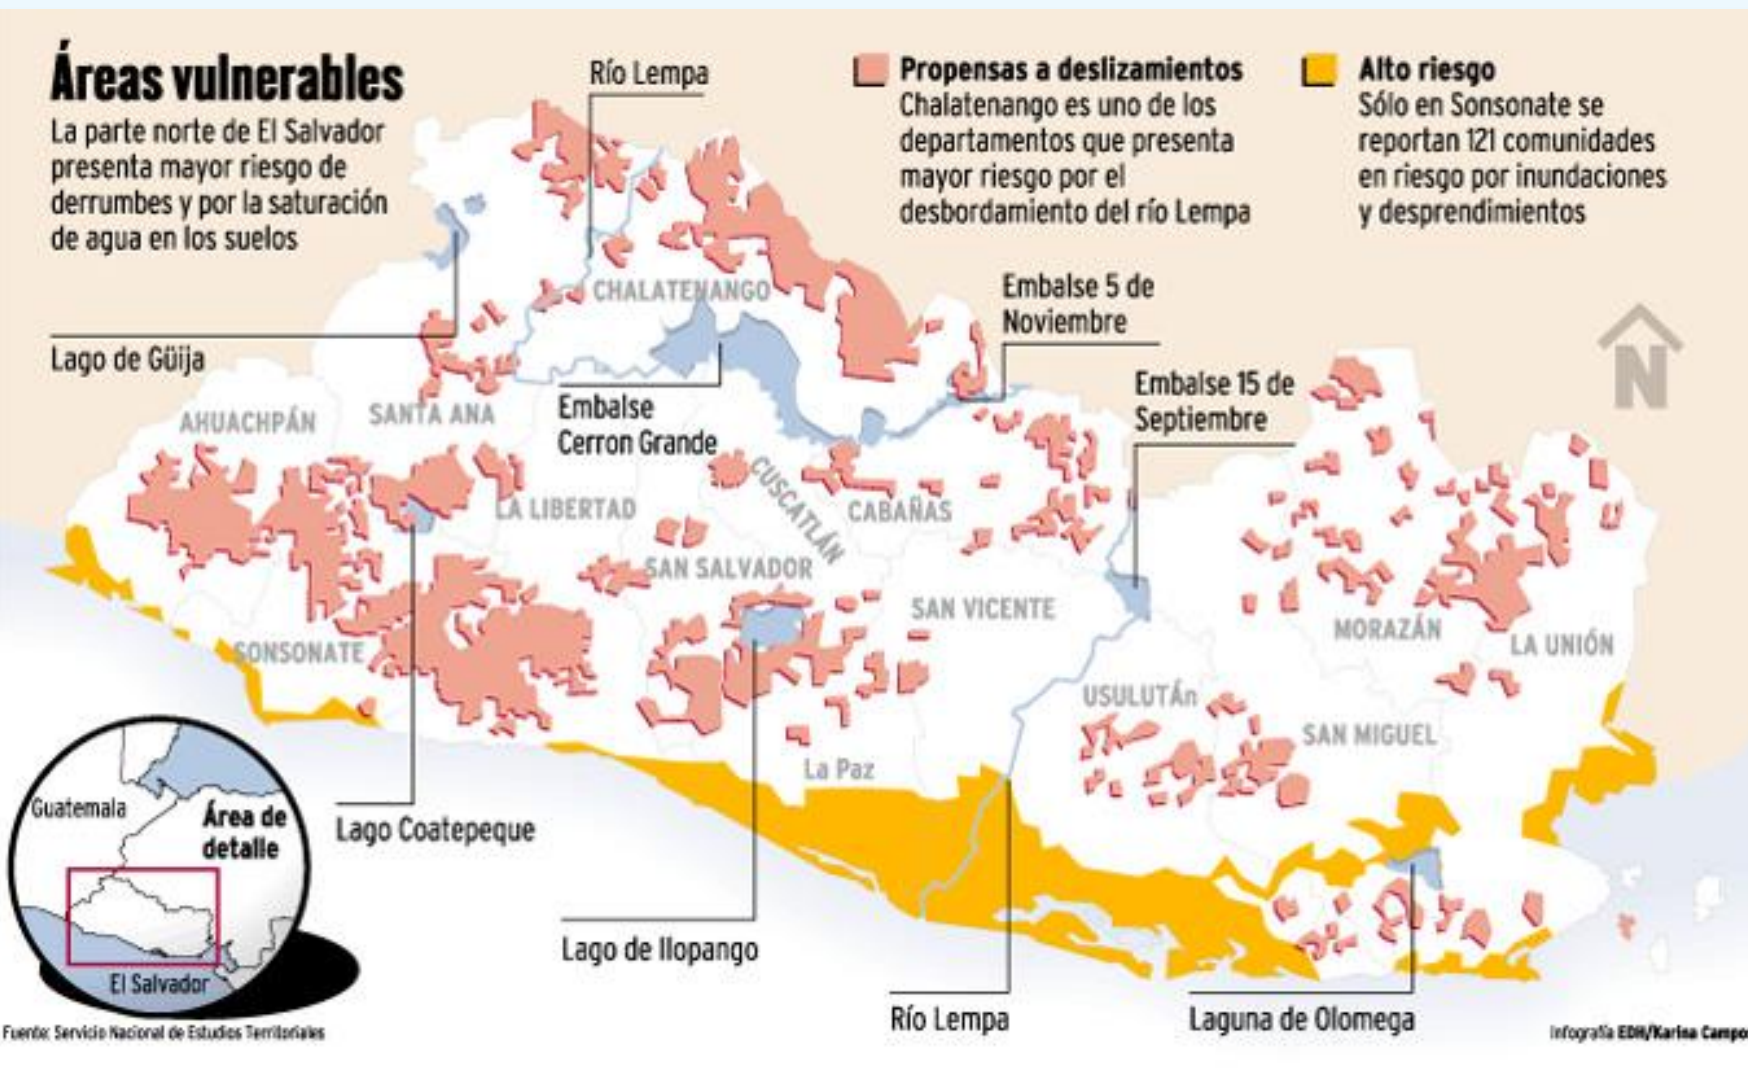 Áreas vulnerables
La parte norte de El Salvador
presenta mayor riesgo de
derrumbes y por la saturación
de agua en los suelos
Río Lempa
Propensas a deslizamientos
Chalatenango es uno de los
departamentos que presenta
mayor riesgo por el
desbordamiento del río Lempa
Alto riesgo
Sólo en Sonsonate se
reportan 121 comunidades
en riesgo por inundaciones
y desprendimientos
CHALATENANGO
Embalse 5 de
Noviembre
N
Lago de Güija
Embalse 15 de
Septiembre
AHUACHPÁN
SANTA ANA
Embalse
Cerron Grande
LA LIBERTAD
CUSCATLÁN
CABAÑAS
SAN SALVADOR
SAN VICENTE
MORAZÁN
LA UNIÓN
SONSONATE
USULUTÁn
SAN MIGUEL
La Paz
Guatemala
Área de
detalle
El Salvador
Lago Coatepeque
Lago de Ilopango
Río Lempa
Laguna de Olomega
Fuente: Servicio Nacional de Estudios Territoriales
Infografía EDH/Karina Campo